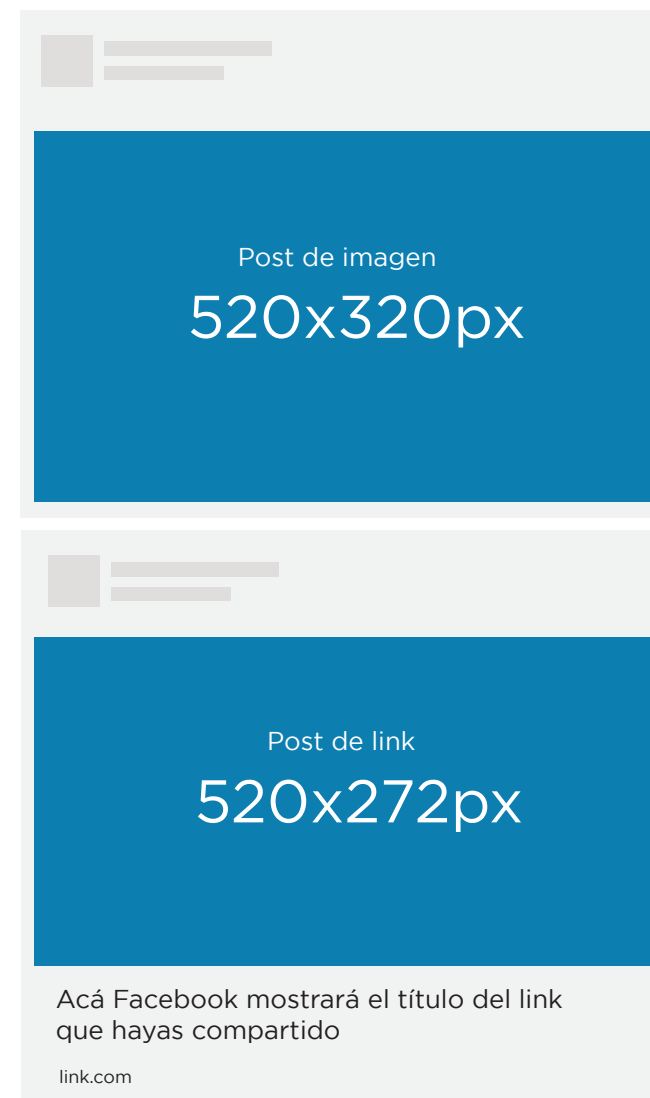 Post de imagen
520x320px
Post de link
520x272px
Acá Facebook mostrará el título del link
que hayas compartido
link.com